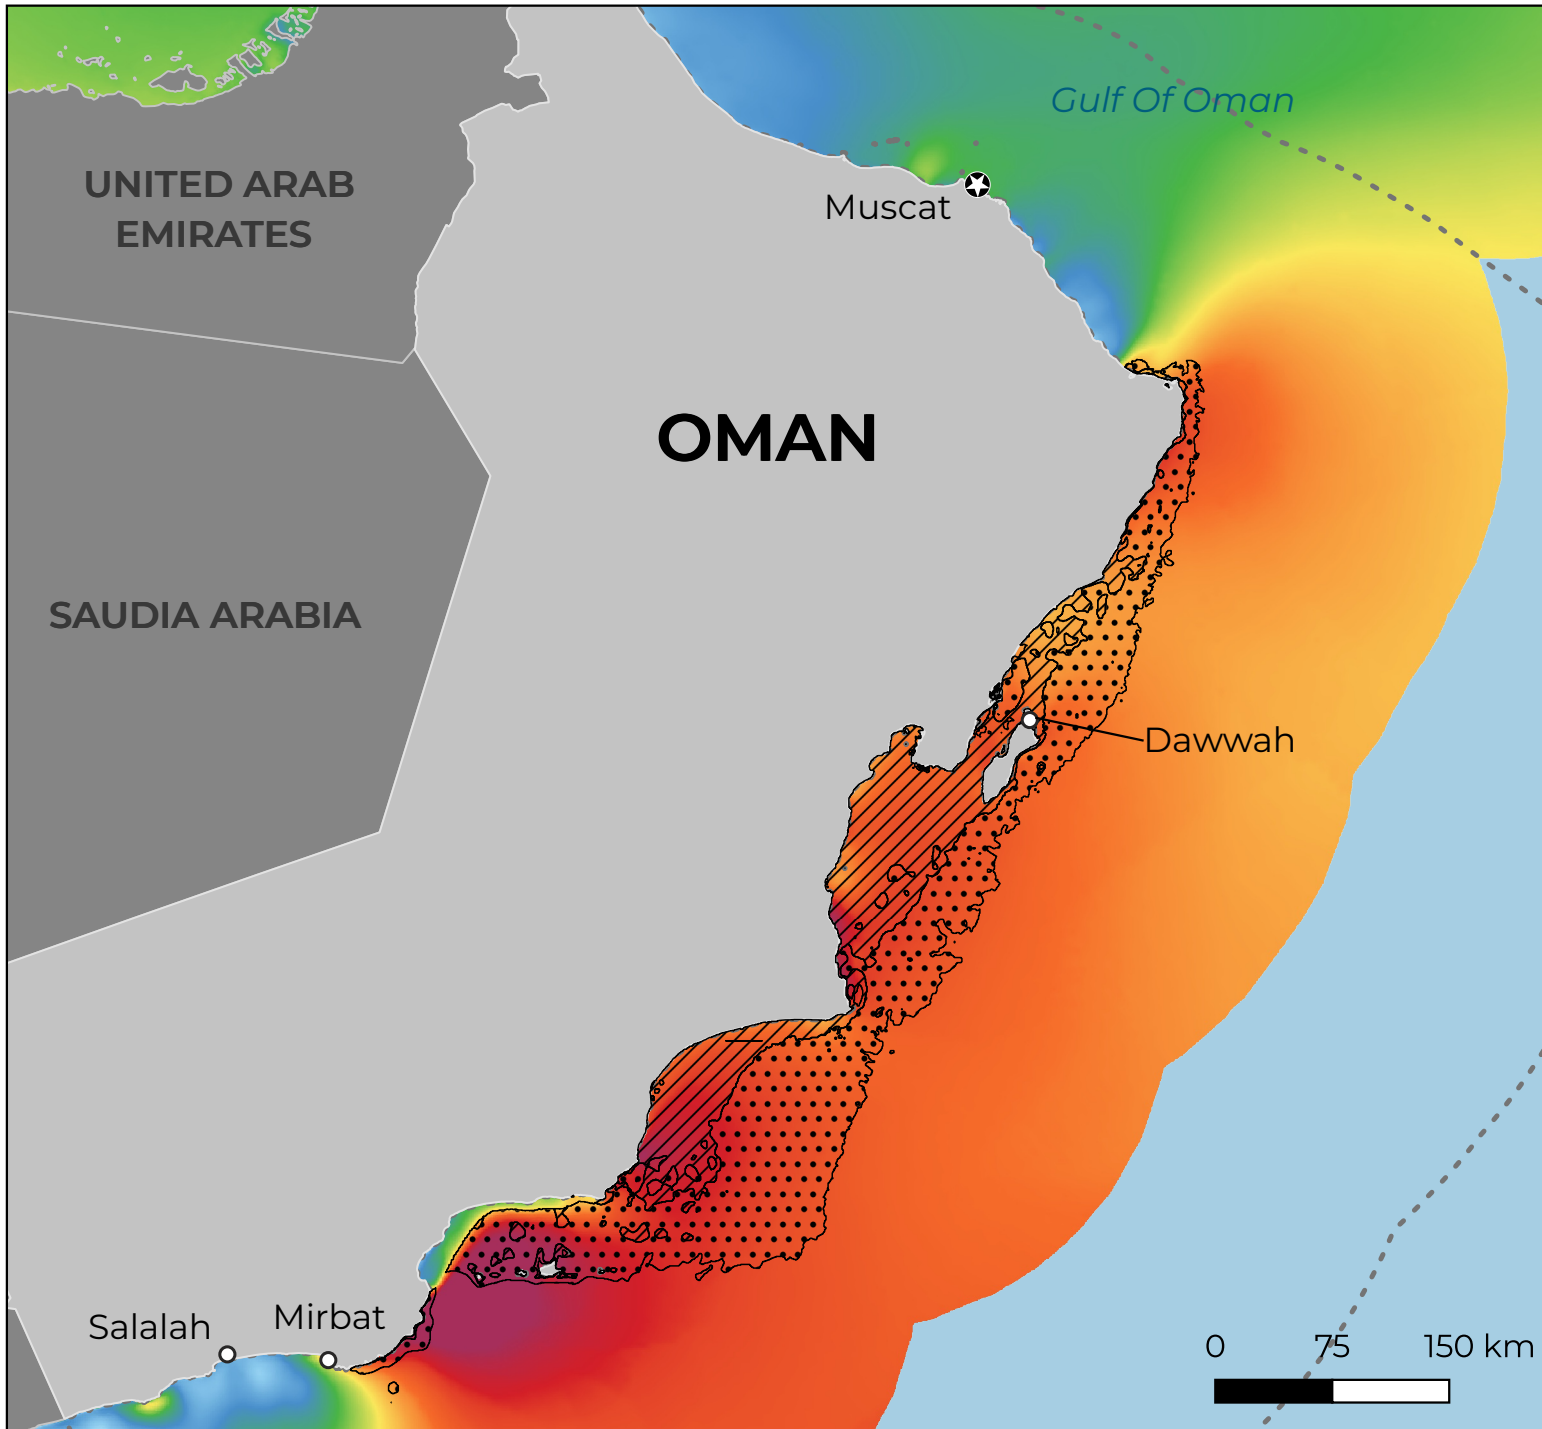 Gulf Of Oman
UNITED ARAB
EMIRATES
Muscat
OMAN
SAUDIA ARABIA
Dawwah
Salalah
Mirbat
0 75 150 km